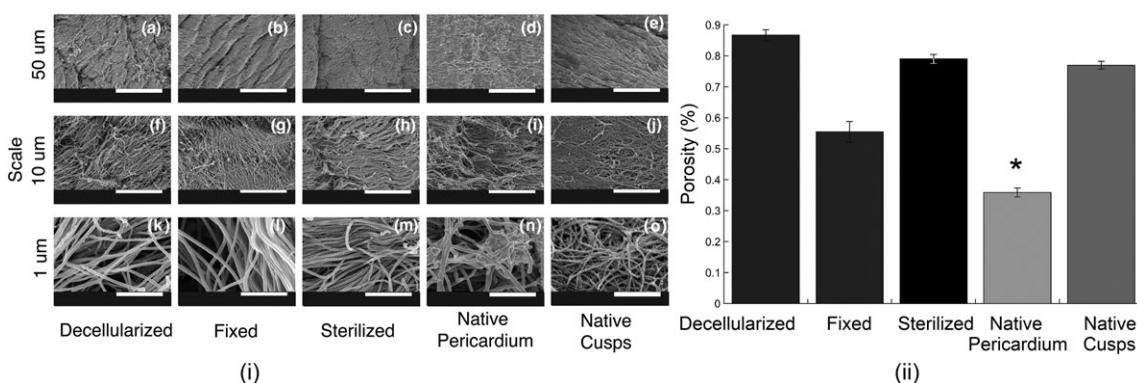 50 um
(a)
(b)
(c)
(d)
(e)
Scale
10 um
(f)
(g)
(h)
(i)
(j)
1 um
(k)
(l)
(m)
(n)
(o)
Decellularized
Fixed
Sterilized
Native
Pericardium
Native
Cusps
(i)
Porosity (%)
0.9
0.8
0.7
0.6
0.5
0.4
0.3
0.2
0.1
0
*
Decellularized
Fixed
Sterilized
Native
Pericardium
Native
Cusps
(ii)